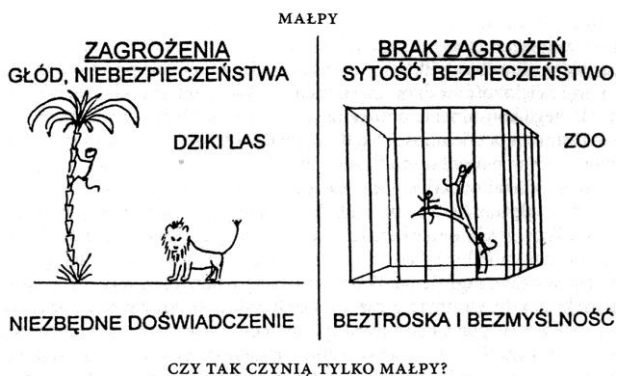 MAŁPY
ZAGROŻENIA
GŁÓD, NIEBEZPIECZEŃSTWA
DZIKI LAS
NIEZBĘDNE DOŚWIADCZENIE
BRAK ZAGROŻEŃ
SYTOŚĆ, BEZPIECZEŃSTWO
ZOO
BEZTROSKA I BEZMYŚLNOŚĆ
CZY TAK CZYNIĄ TYLKO MAŁPY?